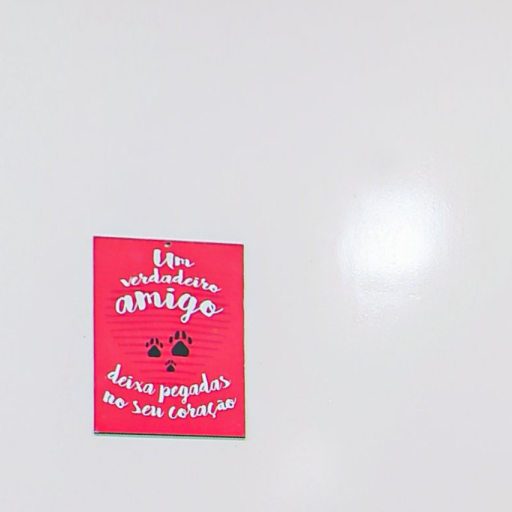 Um
verdadeiro
amigo
deixa pegadas
no seu coração